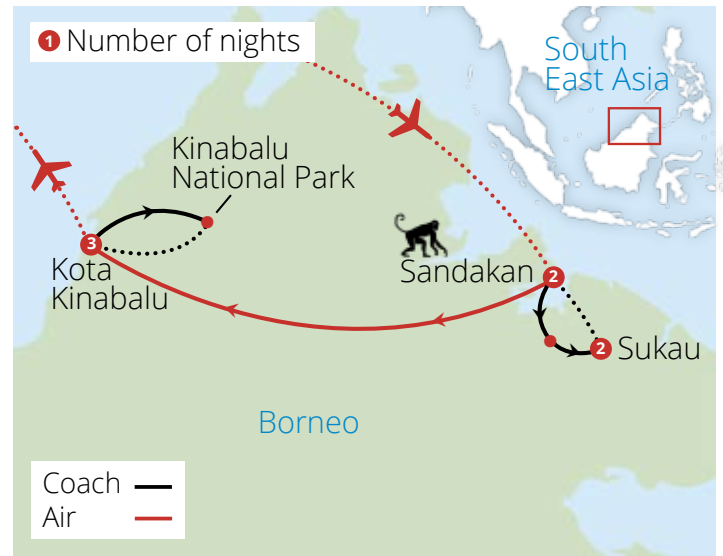 1 Number of nights
South
East Asia
Kinabalu
National Park
3
Kota
Kinabalu
Sandakan
2
2
Sukau
Borneo
Coach
Air